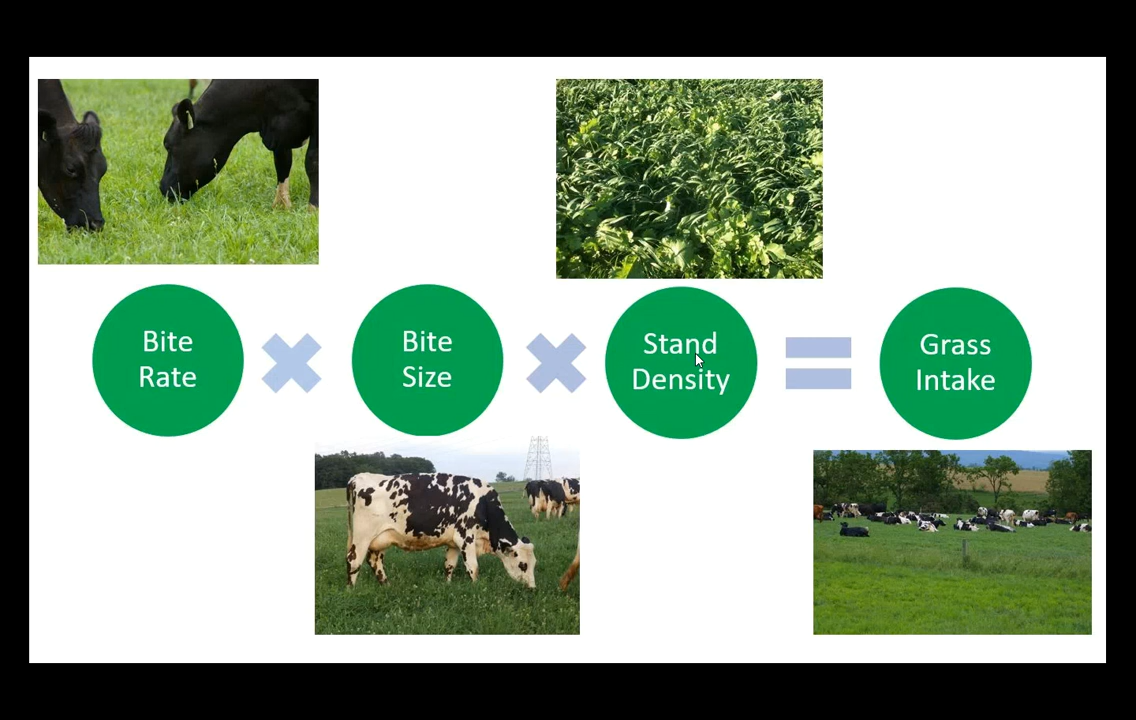 Bite
Rate
Bite
Size
Stand
Density
Grass
Intake